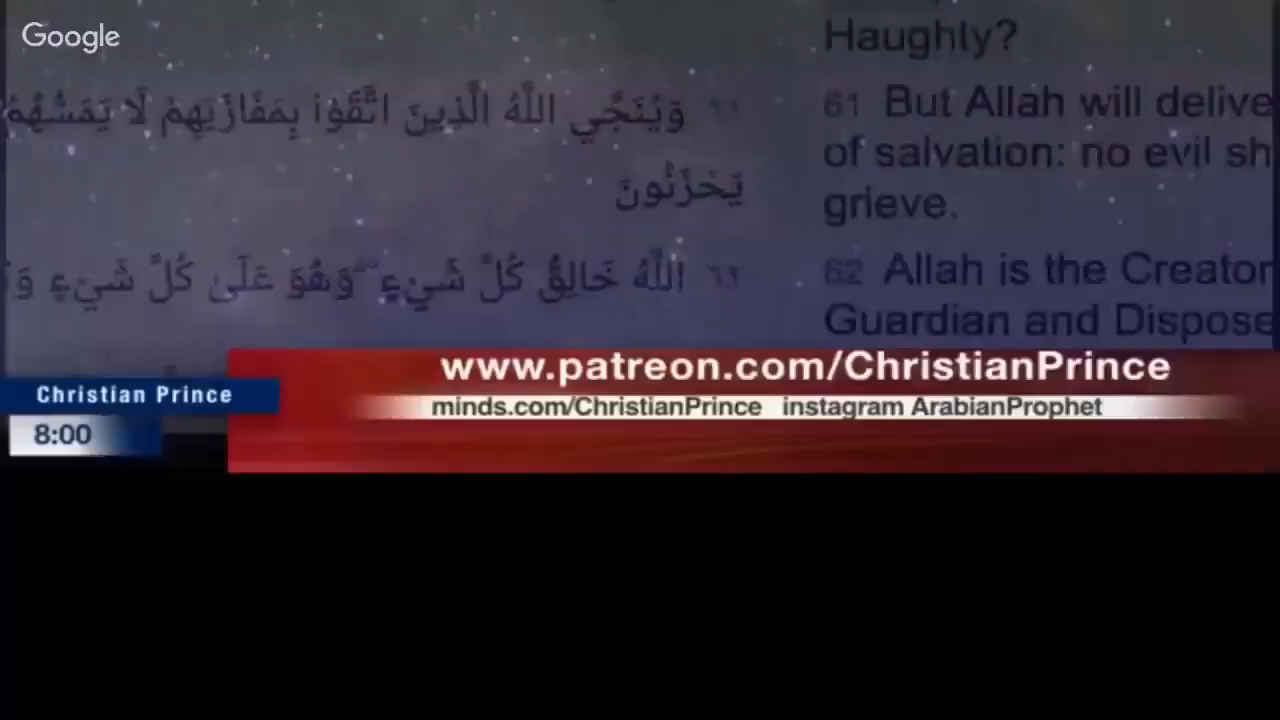 Google
Haughty?
وَيُنَجِّي اللَّهُ الَّذِينَ اتَّقَوْا بِمَفَازَتِهِمْ لَا يَمَسُّهُمُ
61 But Allah will delive
of salvation: no evil sh
يَحْزَنُونَ
grieve.
اللَّهُ خَالِقُ كُلِّ شَيْءٍ ۖ وَهُوَ عَلَىٰ كُلِّ شَيْءٍ
62 Allah is the Creator
Guardian and Dispose
www.patreon.com/ChristianPrince
Christian Prince
minds.com/ChristianPrince instagram ArabianProphet
8:00